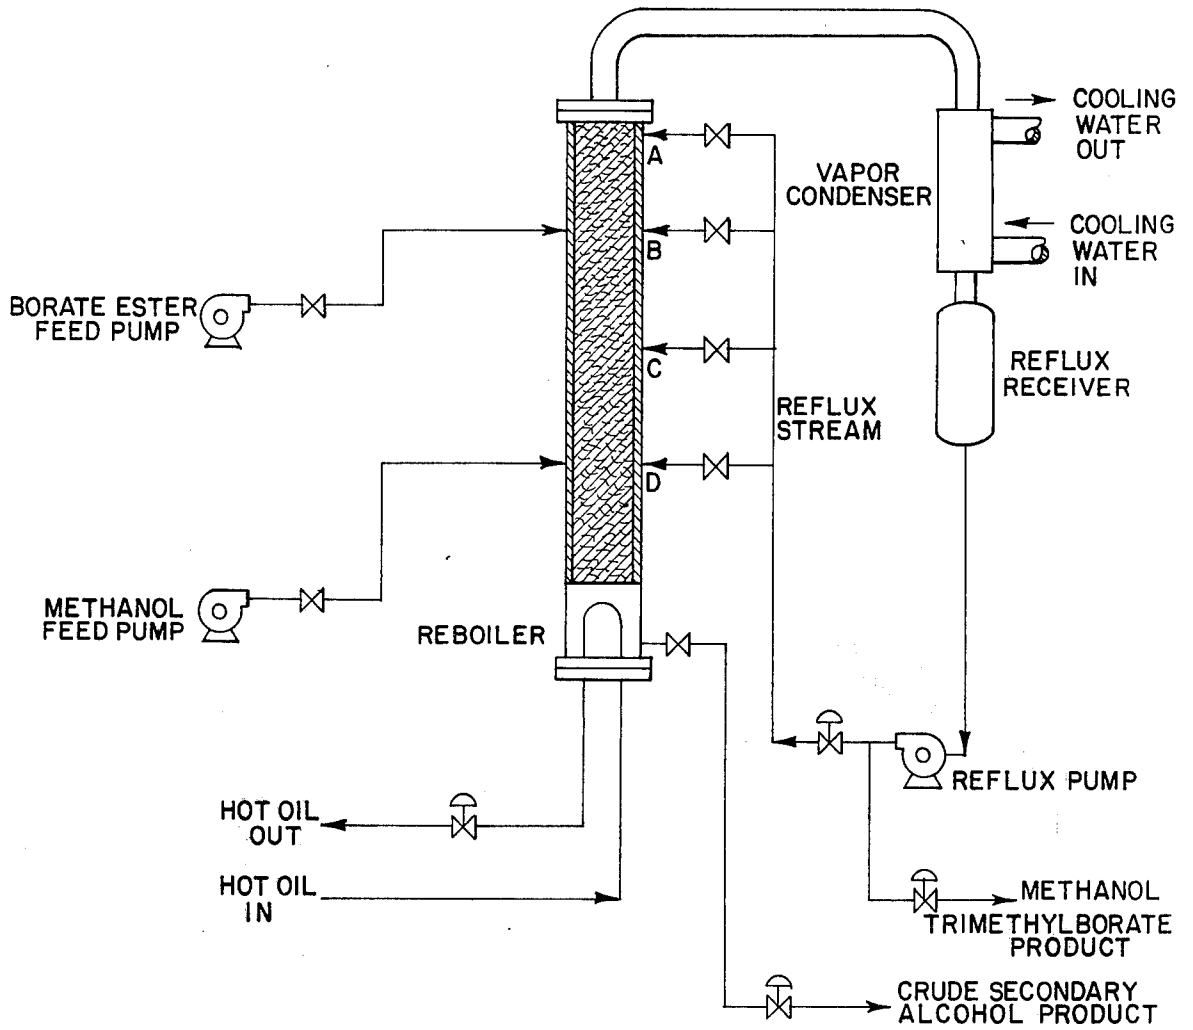 COOLING
WATER
OUT
A
VAPOR
CONDENSER
COOLING
WATER
IN
B
BORATE ESTER
FEED PUMP
C
REFLUX
RECEIVER
REFLUX
STREAM
D
METHANOL
FEED PUMP
REBOILER
REFLUX PUMP
HOT OIL
OUT
HOT OIL
IN
METHANOL
TRIMETHYLBORATE
PRODUCT
CRUDE SECONDARY
ALCOHOL PRODUCT